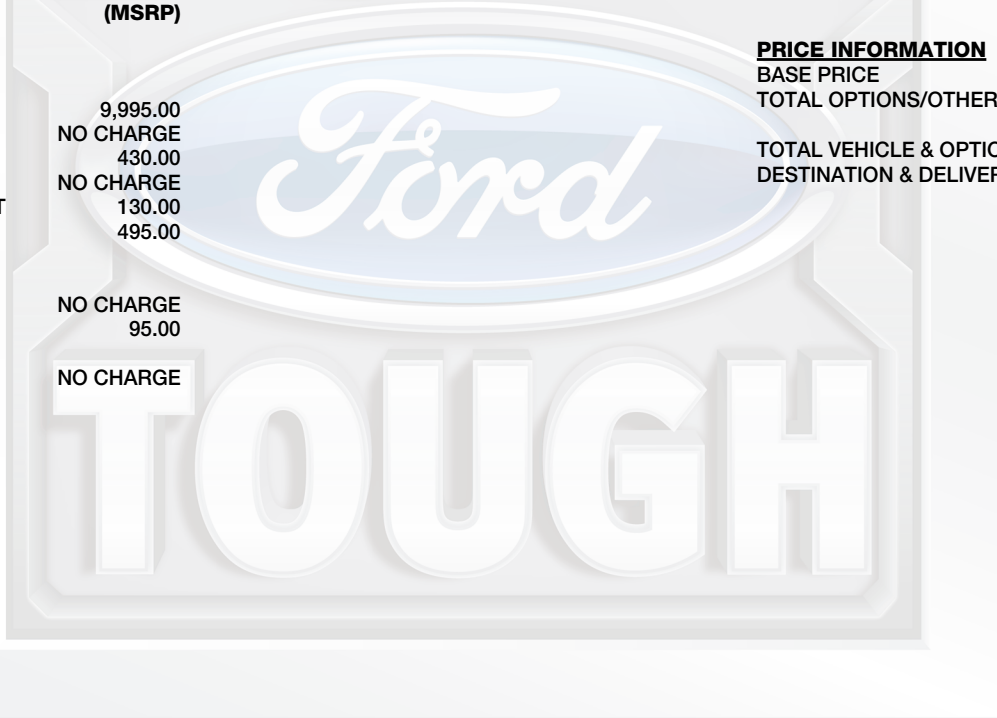 (MSRP)
9,995.00
NO CHARGE
430.00
NO CHARGE
T 130.00
495.00
NO CHARGE
95.00
NO CHARGE
PRICE INFORMATION
BASE PRICE
TOTAL OPTIONS/OTHER
TOTAL VEHICLE & OPTIO
DESTINATION & DELIVER
Ford
TOUGH